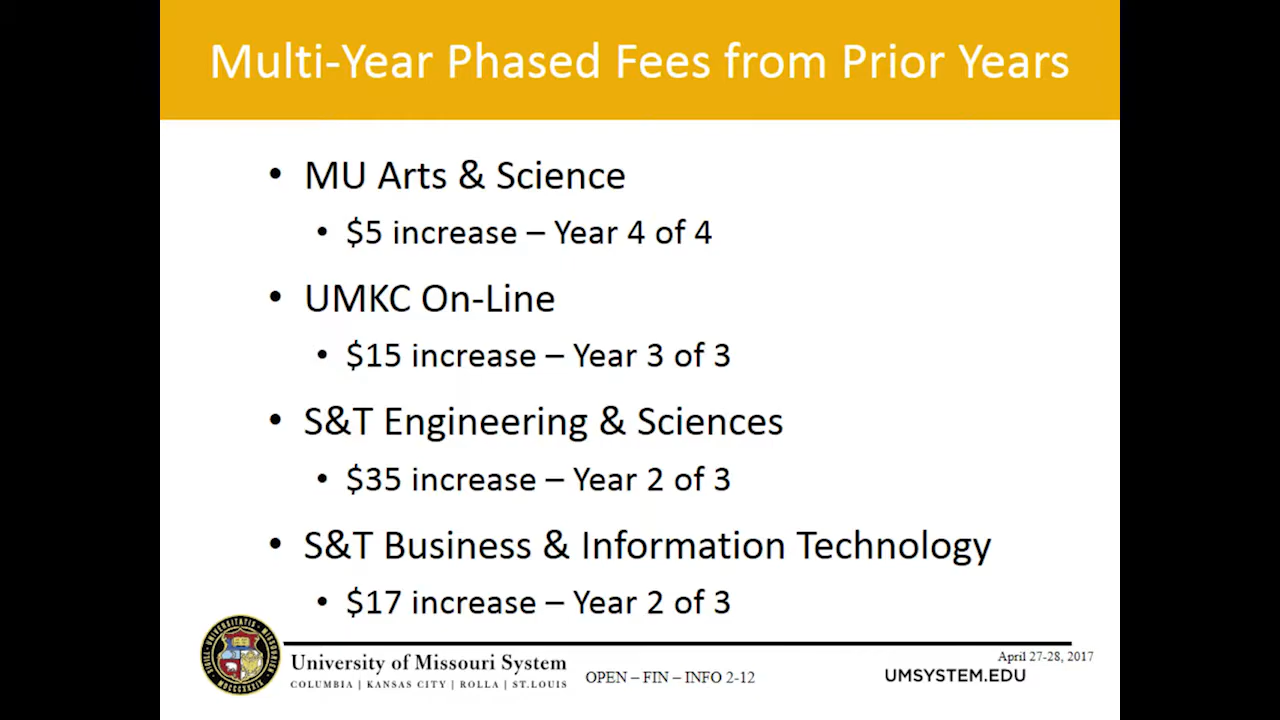 Multi-Year Phased Fees from Prior Years
• MU Arts & Science
• $5 increase – Year 4 of 4
• UMKC On-Line
• $15 increase – Year 3 of 3
• S&T Engineering & Sciences
• $35 increase – Year 2 of 3
• S&T Business & Information Technology
• $17 increase – Year 2 of 3
University of Missouri System
COLUMBIA | KANSAS CITY | ROLLA | ST.LOUIS
OPEN – FIN – INFO 2-12
April 27-28, 2017
UMSYSTEM.EDU